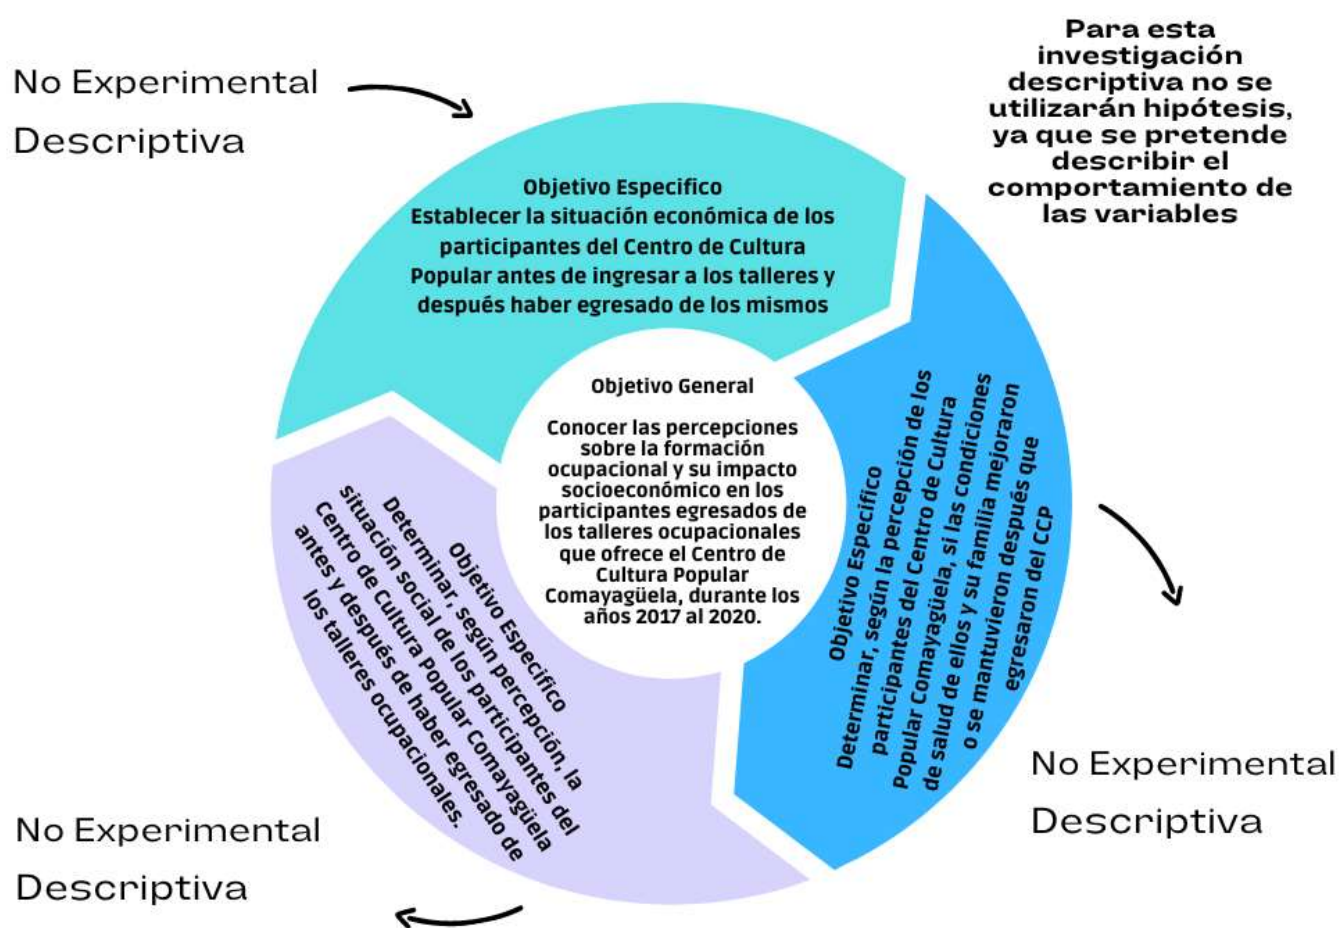 No Experimental
Descriptiva
Para esta
investigación
descriptiva no se
utilizarán hipótesis,
ya que se pretende
describir el
comportamiento de
las variables
Objetivo Especifico
Establecer la situación económica de los
participantes del Centro de Cultura
Popular antes de ingresar a los talleres y
después haber egresado de los mismos
Objetivo General
Conocer las percepciones
sobre la formación
ocupacional y su impacto
socioeconómico en los
participantes egresados de
los talleres ocupacionales
que ofrece el Centro de
Cultura Popular
Comayagüela, durante los
años 2017 al 2020.
Objetivo Especifico
Determinar, según la percepción de los
participantes del Centro de Cultura
Popular Comayagüela, si las condiciones
de salud de ellos y su familia mejoraron
o se mantuvieron después que
egresaron del CCP
No Experimental
Descriptiva
Objetivo Especifico
Determinar, según percepción, la
situación social de los participantes del
Centro de Cultura Popular Comayagüela
antes y después de haber egresado de
los talleres ocupacionales.
No Experimental
Descriptiva